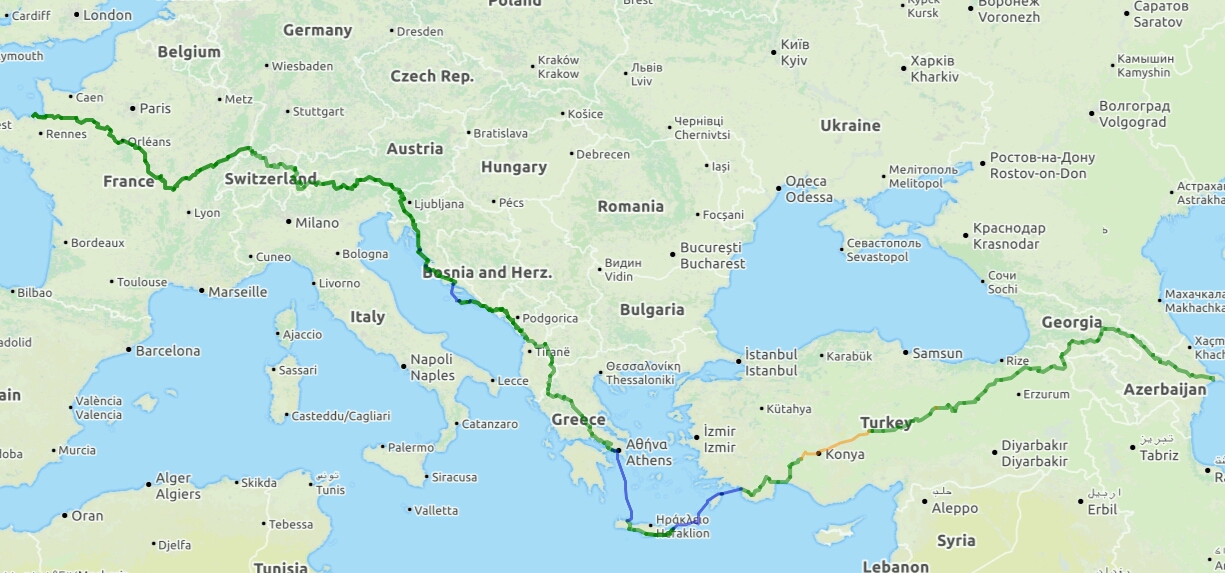 Poland
Brest
Cardiff
London
Germany
Dresden
Курск
Kursk
Воронеж
Voronezh
Саратов
Saratov
ymouth
Belgium
Wiesbaden
Czech Rep.
Kraków
Krakow
Львів
Lviv
Київ
Kyiv
Харків
Kharkiv
Камышин
Kamyshin
Caen
Paris
Metz
Stuttgart
Košice
Чернівці
Chernivtsi
Ukraine
Волгоград
Volgograd
est
Rennes
Orléans
Austria
Bratislava
Hungary
Debrecen
Iași
Мелітополь
Melitopol
Ростов-на-Дону
Rostov-on-Don
France
Switzerland
Ljubljana
Pécs
Romania
Focșani
Одеса
Odessa
Астрахань
Astrakha
Lyon
Milano
Bordeaux
Cuneo
Bologna
Bosnia and Herz.
Видин
Vidin
București
Bucharest
Севастополь
Sevastopol
Краснодар
Krasnodar
ь
Bilbao
Toulouse
Marseille
Livorno
Сочи
Sochi
Махачкала
Makhachkala
Italy
Podgorica
Bulgaria
Georgia
adolid
Barcelona
Ajaccio
Tiranë
İstanbul
Istanbul
Karabük
Samsun
Rize
Хаҫм
Khach
Sassari
Napoli
Naples
Lecce
Θεσσαλονίκη
Thessaloniki
Azerbaijan
ain
València
Valencia
Casteddu/Cagliari
Catanzaro
Greece
Kütahya
Turkey
Erzurum
doba
Murcia
Palermo
Αθήνα
Athens
İzmir
Izmir
Konya
Diyarbakır
Diyarbakır
تبریز
Tabriz
Alger
Algiers
Skikda
تونس
Tunis
Siracusa
حلب
Aleppo
اربيل
Erbil
Oran
Tebessa
Valletta
Ηράκλειο
Heraklion
Djelfa
Syria
Tunisia
Lebanon